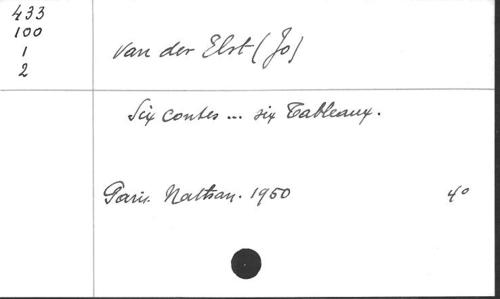 433
100
1
2
van der Elst (Jo)
Six contes ... six Tableaux.
Paris. Nathan. 1950
4°